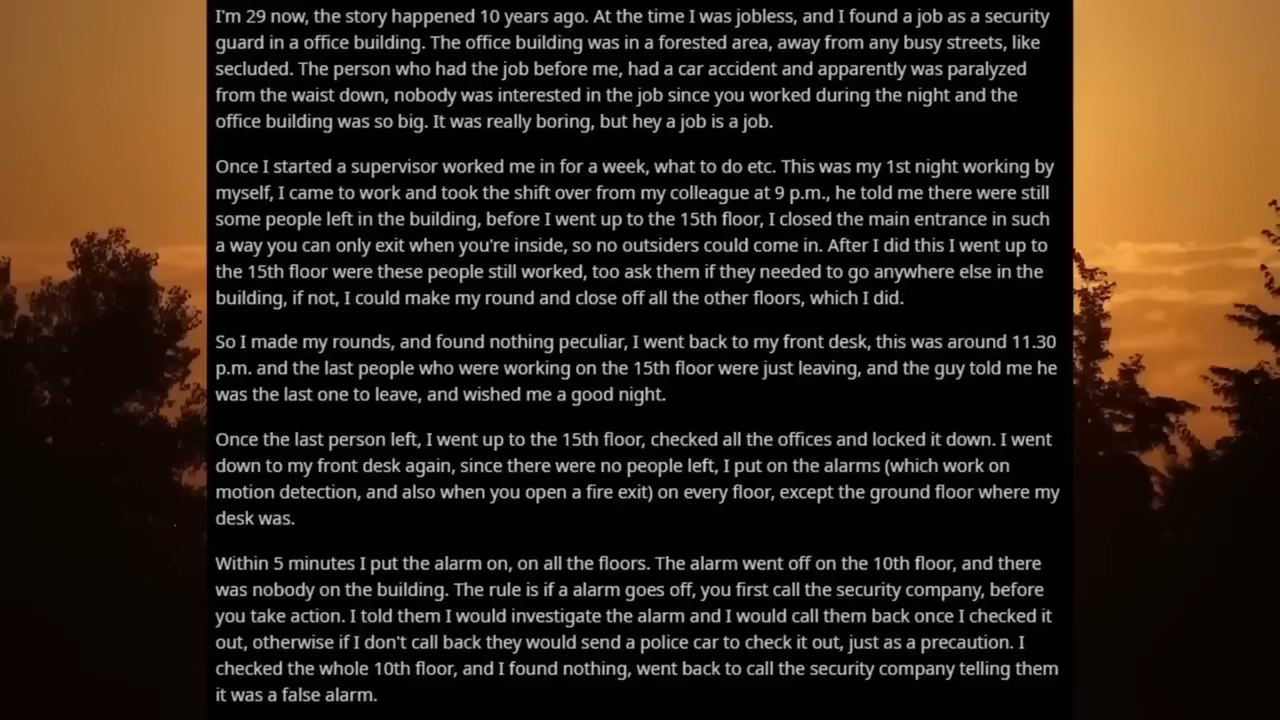 I'm 29 now, the story happened 10 years ago. At the time I was jobless, and I found a job as a security
guard in a office building. The office building was in a forested area, away from any busy streets, like
secluded. The person who had the job before me, had a car accident and apparently was paralyzed
from the waist down, nobody was interested in the job since you worked during the night and the
office building was so big. It was really boring, but hey a job is a job.
Once I started a supervisor worked me in for a week, what to do etc. This was my 1st night working by
myself, I came to work and took the shift over from my colleague at 9 p.m., he told me there were still
some people left in the building, before I went up to the 15th floor, I closed the main entrance in such
a way you can only exit when you're inside, so no outsiders could come in. After I did this I went up to
the 15th floor were these people still worked, too ask them if they needed to go anywhere else in the
building, if not, I could make my round and close off all the other floors, which I did.
So I made my rounds, and found nothing peculiar, I went back to my front desk, this was around 11.30
p.m. and the last people who were working on the 15th floor were just leaving, and the guy told me he
was the last one to leave, and wished me a good night.
Once the last person left, I went up to the 15th floor, checked all the offices and locked it down. I went
down to my front desk again, since there were no people left, I put on the alarms (which work on
motion detection, and also when you open a fire exit) on every floor, except the ground floor where my
desk was.
Within 5 minutes I put the alarm on, on all the floors. The alarm went off on the 10th floor, and there
was nobody on the building. The rule is if a alarm goes off, you first call the security company, before
you take action. I told them I would investigate the alarm and I would call them back once I checked it
out, otherwise if I don't call back they would send a police car to check it out, just as a precaution. I
checked the whole 10th floor, and I found nothing, went back to call the security company telling them
it was a false alarm.